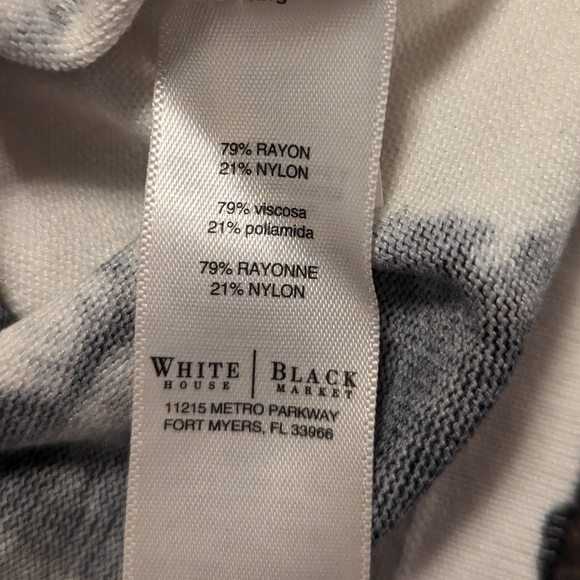 79% RAYON
21% NYLON
79% viscosa
21% poliamida
79% RAYONNE
21% NYLON
WHITE | BLACK
HOUSE MARKET
11215 METRO PARKWAY
FORT MYERS, FL 33966